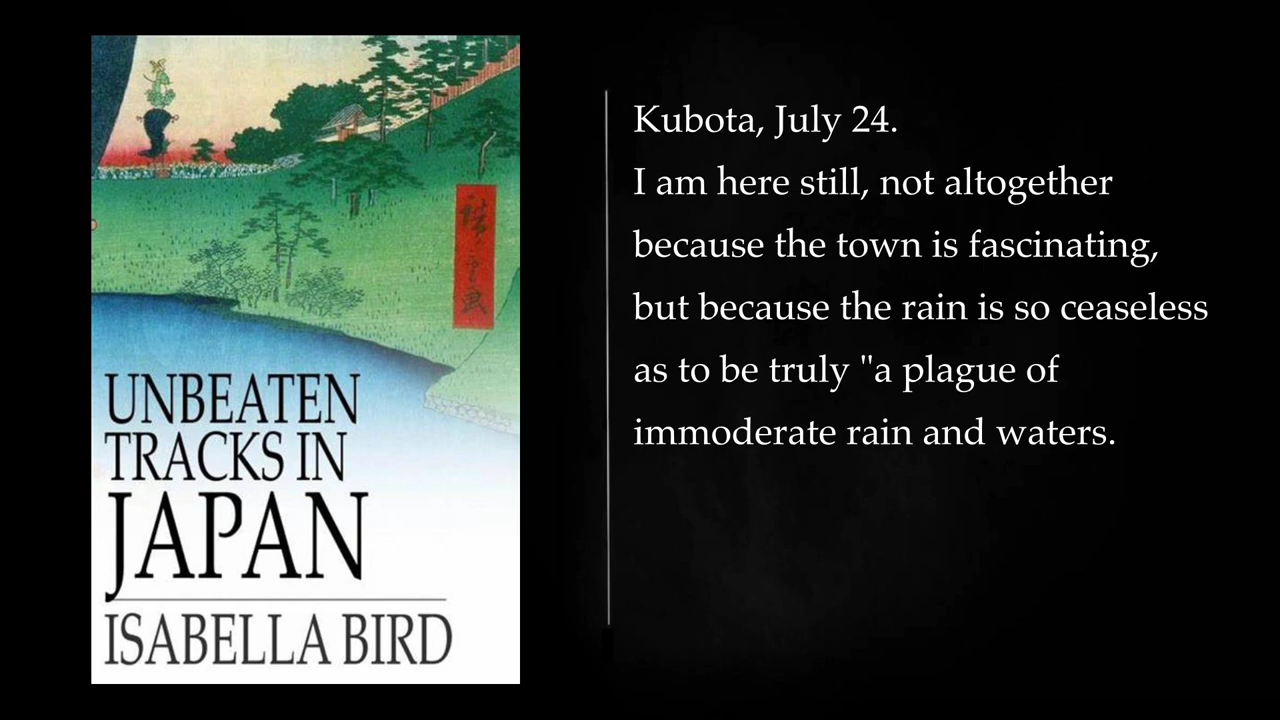 UNBEATEN
TRACKS IN
JAPAN
ISABELLA BIRD
Kubota, July 24.
I am here still, not altogether
because the town is fascinating,
but because the rain is so ceaseless
as to be truly "a plague of
immoderate rain and waters.